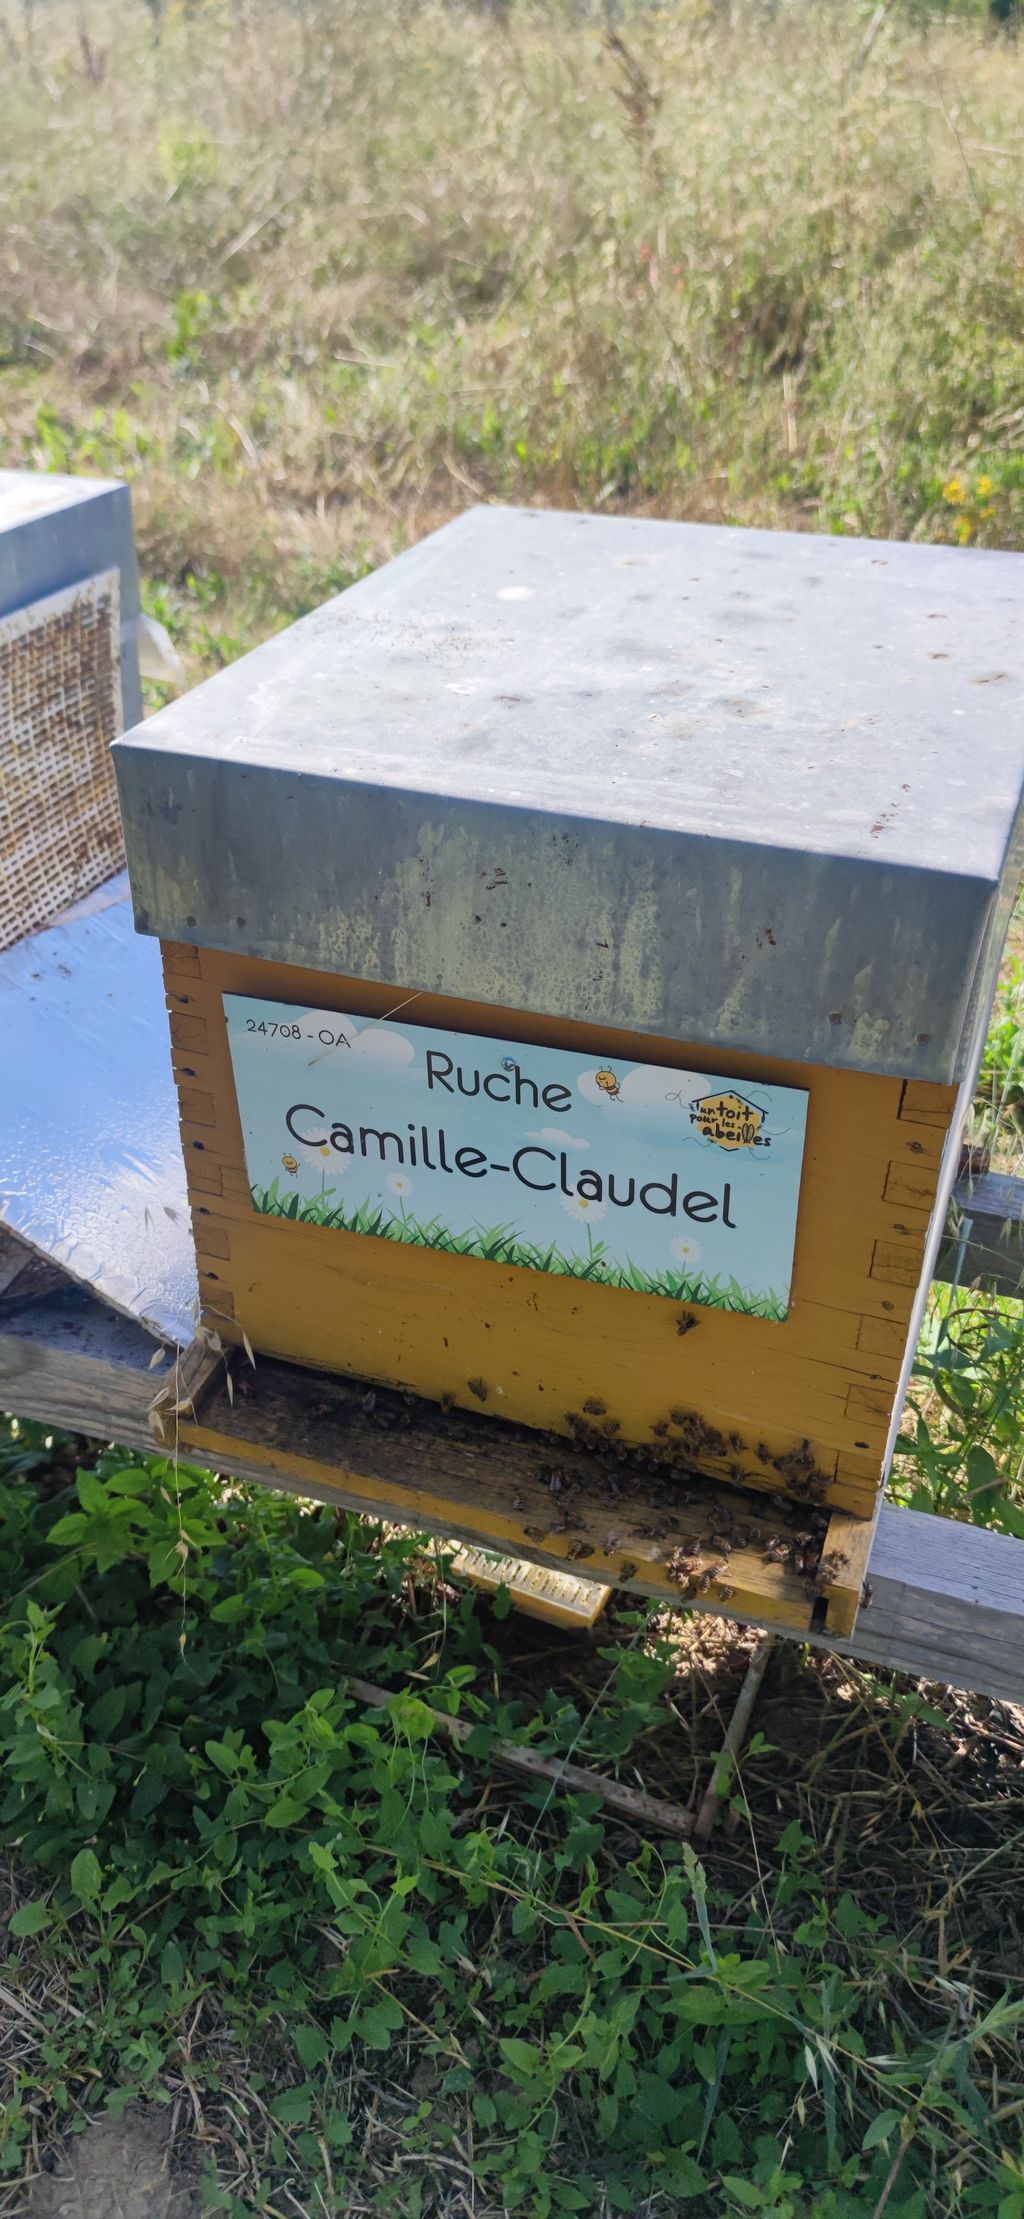 24708-OA
Ruche
Camille-Claudel
un toit
pour les
abeilles